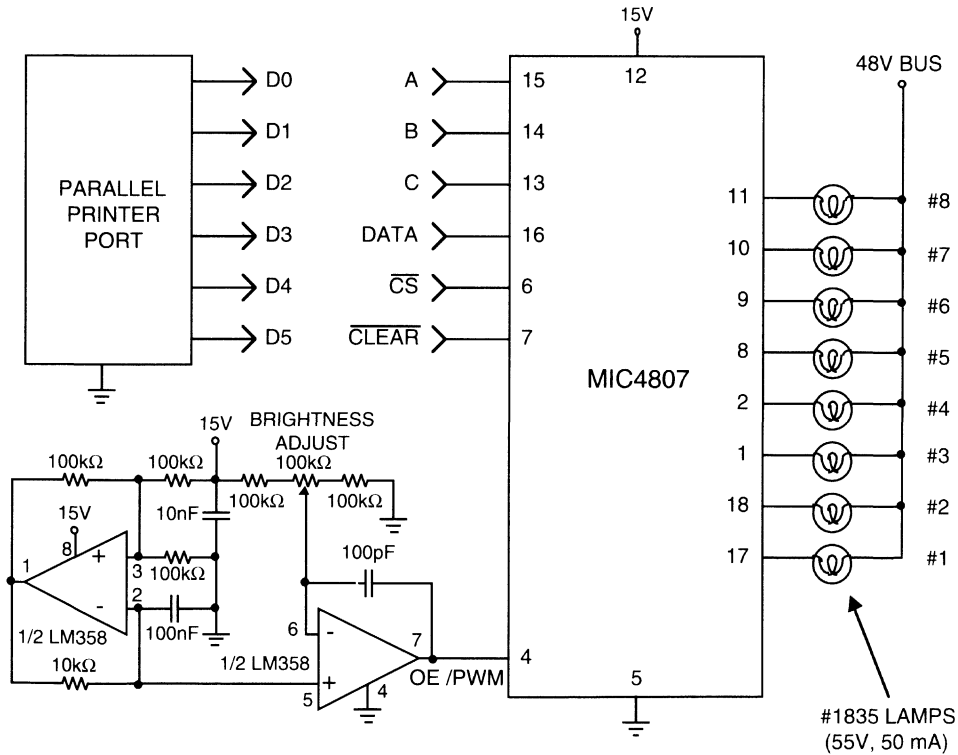 15V
48V BUS
12
D0
A
15
D1
B
14
PARALLEL
PRINTER
PORT
D2
C
13
11
#8
D3
DATA
16
10
#7
D4
CS
6
9
#6
D5
CLEAR
7
8
#5
MIC4807
2
#4
1
#3
18
#2
17
#1
15V
BRIGHTNESS
ADJUST
100kΩ
100kΩ
100kΩ
100kΩ
100kΩ
15V
10nF
8
1
+
3
100kΩ
100pF
2
-
100nF
1/2 LM358
6
-
7
10kΩ
1/2 LM358
+
5
4
OE /PWM
4
5
#1835 LAMPS
(55V, 50 mA)